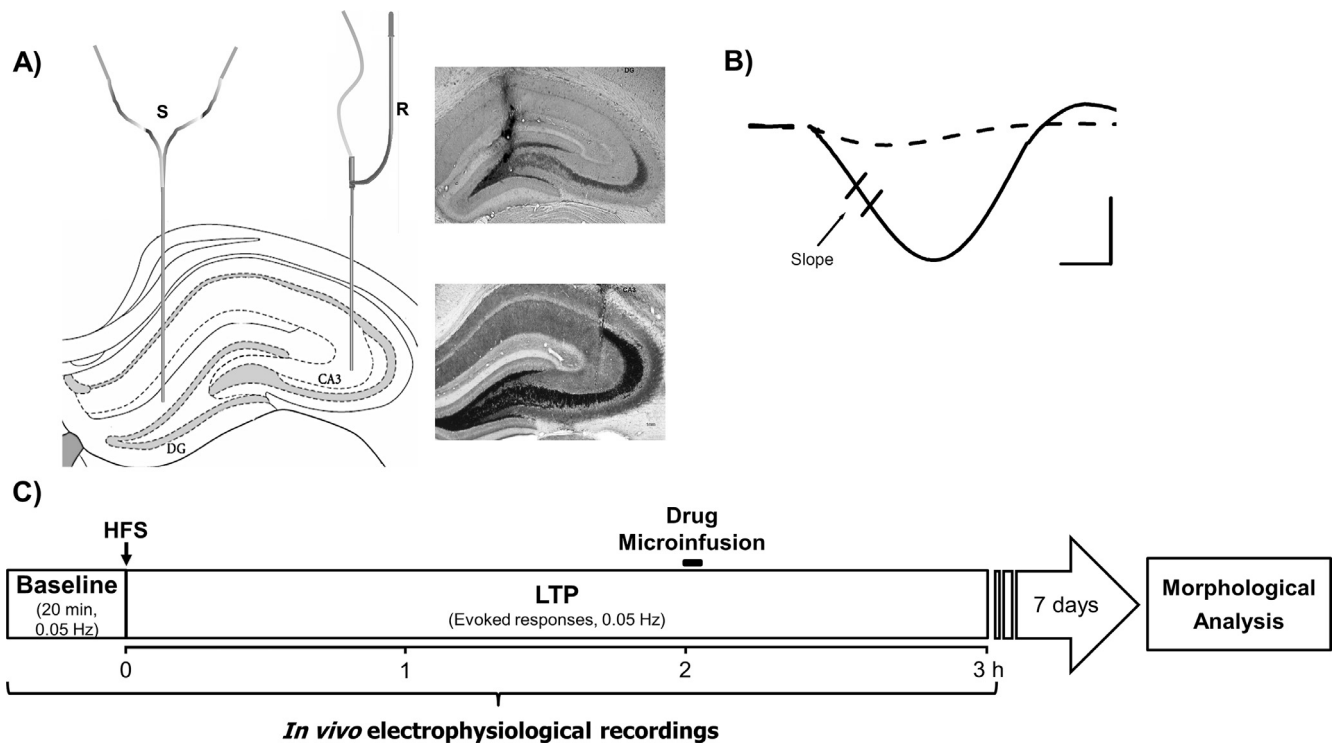 A)
S
R
CA3
DG
DG
CA3
B)
Slope
C)
HFS
Drug
Microinfusion
Baseline
(20 min,
0.05 Hz)
LTP
(Evoked responses, 0.05 Hz)
7 days
Morphological
Analysis
0
1
2
3 h
In vivo electrophysiological recordings